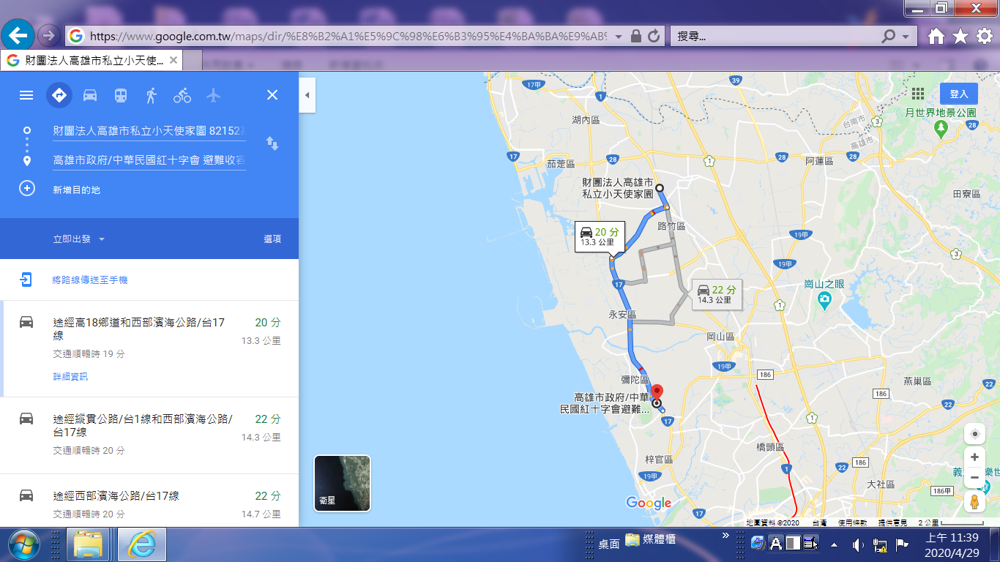 https://www.google.com.tw/maps/dir/%E8%B2%A1%E5%9C%98%E6%B3%95%E4%BA%BA%E9%AB%
搜尋...
財團法人高雄市私立小天使...
財團法人高雄市私立小天使家園 82152
高雄市政府/中華民國紅十字會 避難收容
新增目的地
立即出發
選項
將路線傳送至手機
途經高18鄉道和西部濱海公路/台17線
20 分
13.3 公里
交通順暢時 19 分
詳細資訊
途經縱貫公路/台1線和西部濱海公路/台17線
22 分
14.3 公里
交通順暢時 20 分
途經西部濱海公路/台17線
22 分
14.7 公里
交通順暢時 20 分
登入
月世界地景公園
17甲
1
39
湖內區
台南市
高雄市
3
28
17
28
茄萣區
1
28
阿蓮區
28
財團法人高雄市
私立小天使家園
田寮區
20 分
13.3 公里
路竹區
19甲
3
19甲
17
22 分
14.3 公里
崗山之眼
1
永安區
岡山區
19甲
186
彌陀區
燕巢區
22
186
高雄市政府/中華
民國紅十字會避難...
22
17
1
橋頭區
梓官區
186
22
1
19甲
大社區
186甲
17
衛星
Google
地圖資料 ©2020
台灣
使用條款
提供意見
2 公里
桌面
媒體櫃
上午 11:39
2020/4/29